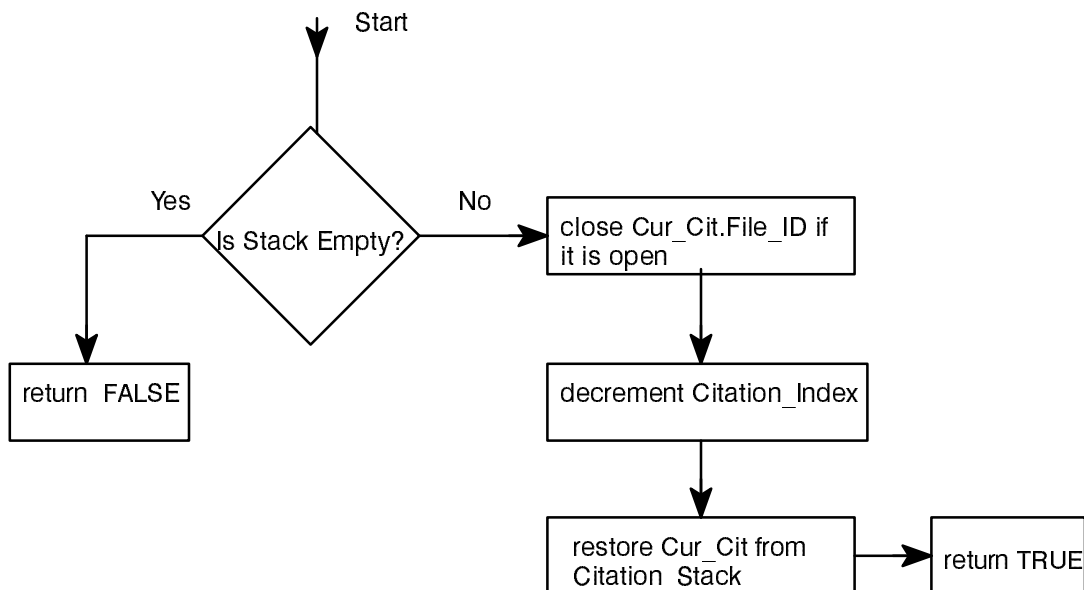 Start
Yes
No
Is Stack Empty?
close Cur_Cit.File_ID if
it is open
return FALSE
decrement Citation_Index
restore Cur_Cit from
Citation_Stack
return TRUE